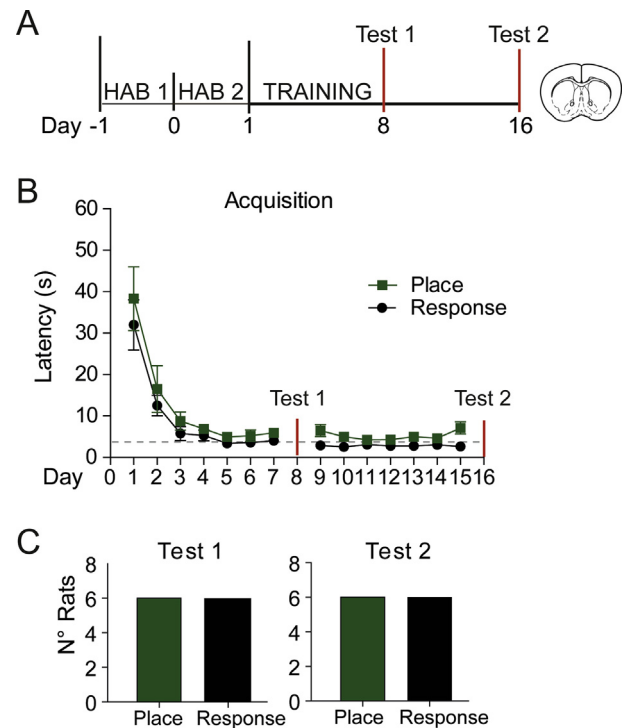 A
Test 1 Test 2
HAB 1 HAB 2 TRAINING
Day -1 0 1 8 16
B
Acquisition
60
50
40
30
20
10
0
Latency (s)
Place
Response
Test 1 Test 2
Day 0 1 2 3 4 5 6 7 8 9 10 11 12 13 14 15 16
C
Test 1 Test 2
N° Rats
8 8
6 6
4 4
2 2
0 0
Place Response Place Response